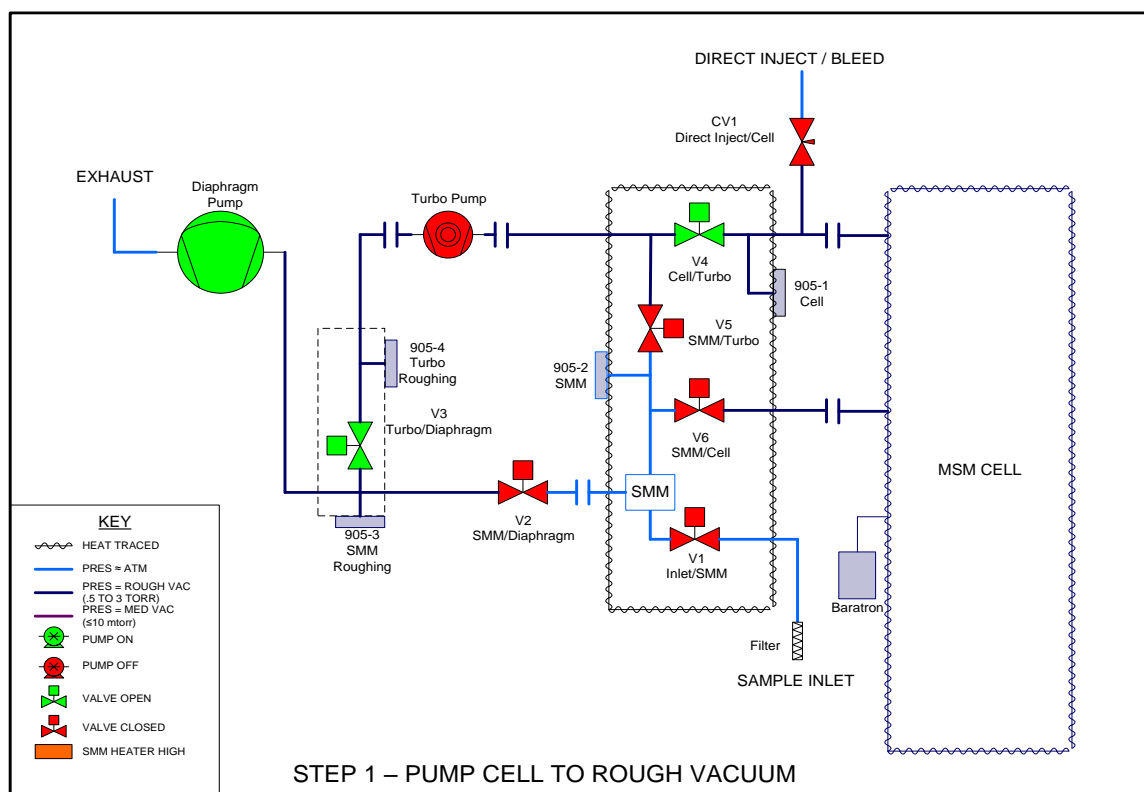 DIRECT INJECT / BLEED
CV1
Direct Inject/Cell
EXHAUST
Diaphragm
Pump
Turbo Pump
V4
Cell/Turbo
905-1
Cell
V5
SMM/Turbo
905-4
Turbo
Roughing
905-2
SMM
V3
Turbo/Diaphragm
V6
SMM/Cell
MSM CELL
SMM
V2
SMM/Diaphragm
905-3
SMM
Roughing
V1
Inlet/SMM
Baratron
Filter
SAMPLE INLET
KEY
HEAT TRACED
PRES ≈ ATM
PRES = ROUGH VAC
(.5 TO 3 TORR)
PRES = MED VAC
(≤10 mtorr)
PUMP ON
PUMP OFF
VALVE OPEN
VALVE CLOSED
SMM HEATER HIGH
STEP 1 – PUMP CELL TO ROUGH VACUUM